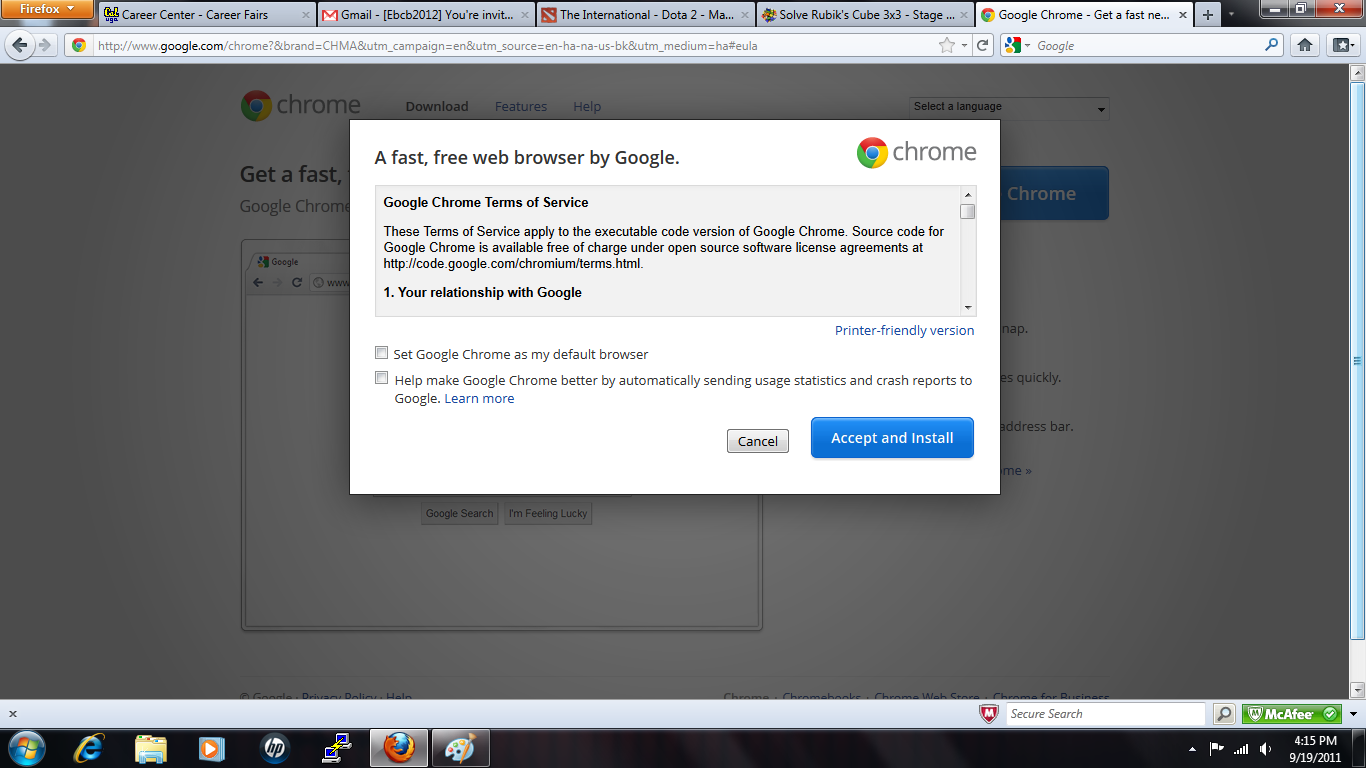 Firefox
Career Center - Career Fairs
Gmail - [Ebcb2012] You're invit...
The International - Dota 2 - Ma...
Solve Rubik's Cube 3x3 - Stage ...
Google Chrome - Get a fast ne...
http://www.google.com/chrome?&brand=CHMA&utm_campaign=en&utm_source=en-ha-na-us-bk&utm_medium=ha#eula
Google
chrome
Download
Features
Help
Select a language
Get a fast,
Google Chrome
Chrome
A fast, free web browser by Google.
chrome
Google Chrome Terms of Service
These Terms of Service apply to the executable code version of Google Chrome. Source code for
Google Chrome is available free of charge under open source software license agreements at
http://code.google.com/chromium/terms.html.
1. Your relationship with Google
Printer-friendly version
Set Google Chrome as my default browser
Help make Google Chrome better by automatically sending usage statistics and crash reports to
Google. Learn more
Cancel
Accept and Install
Google
www
nap.
es quickly.
address bar.
ome »
Google Search
I'm Feeling Lucky
© Google · Privacy Policy · Help
Chrome · Chromebooks · Chrome Web Store · Chrome for Business
Secure Search
McAfee
hp
4:15 PM
9/19/2011